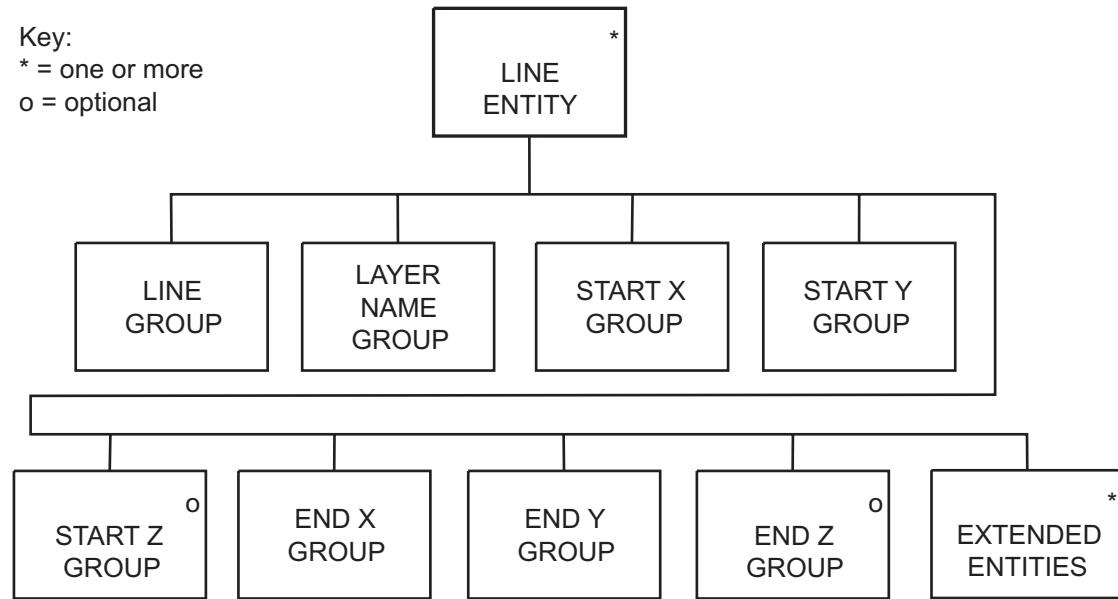 Key:
* = one or more
o = optional
*
LINE
ENTITY
LINE
GROUP
LAYER
NAME
GROUP
START X
GROUP
START Y
GROUP
o
START Z
GROUP
END X
GROUP
END Y
GROUP
o
END Z
GROUP
*
EXTENDED
ENTITIES